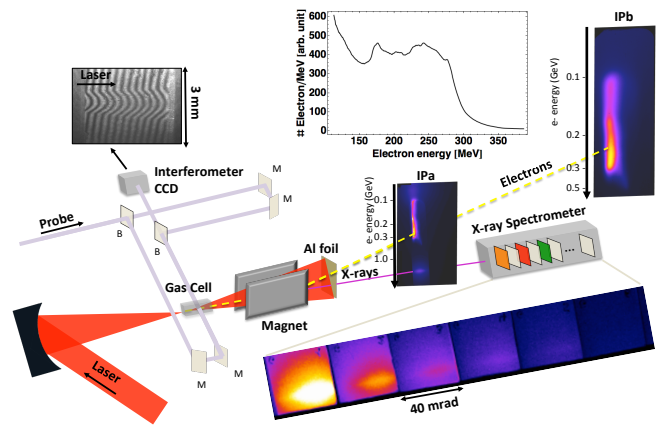 600
500
400
300
200
100
0
# Electron/MeV [arb. unit]
150 200 250 300 350
Electron energy [MeV]
IPb
0.1
0.2
0.3
0.5
e- energy (GeV)
Laser
3 mm
Interferometer
CCD
M
M
Probe
B
B
Electrons
IPa
0.1
0.2
0.3
1.0
e- energy (GeV)
X-ray Spectrometer
...
Al foil
X-rays
Gas Cell
Magnet
M
M
Laser
40 mrad